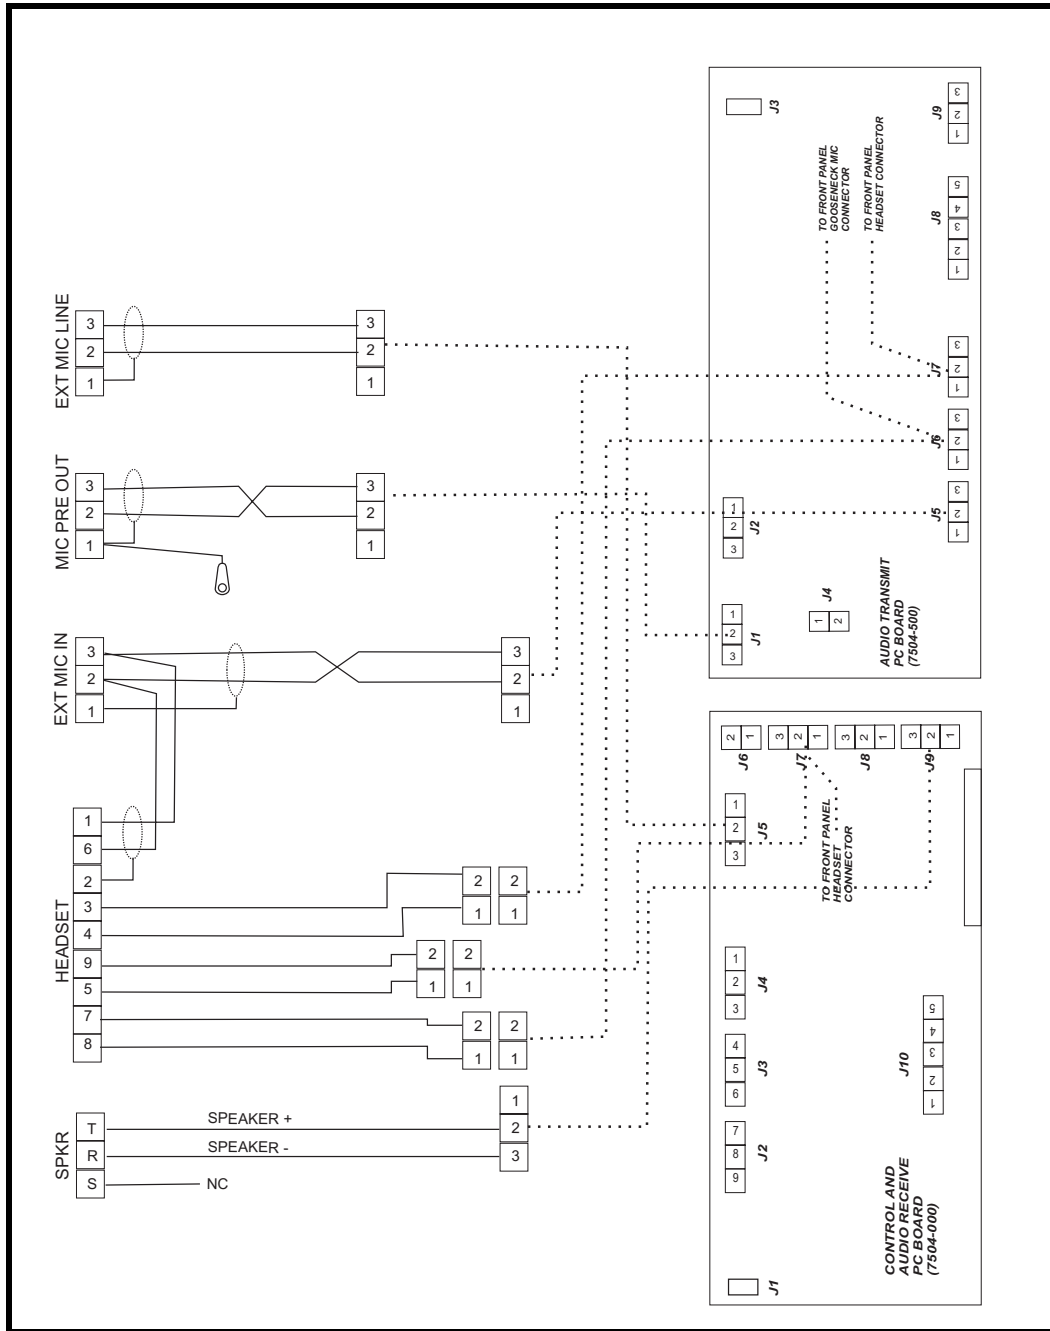 EXT MIC LINE
3
2
1
3
2
1
MIC PRE OUT
3
2
1
3
2
1
EXT MIC IN
3
2
1
3
2
1
HEADSET
1
6
2
3
4
9
5
7
8
2
1
2
1
2
1
2
1
2
1
2
1
SPKR
T
R
S
SPEAKER +
SPEAKER -
NC
1
2
3
J3
J9
3
2
1
TO FRONT PANEL
GOOSENECK MIC
CONNECTOR
TO FRONT PANEL
HEADSET CONNECTOR
J8
5
4
3
2
1
J7
3
2
1
J6
3
2
1
J5
3
2
1
1
2
3
J2
1
2
3
J1
J4
1
2
AUDIO TRANSMIT
PC BOARD
(7504-500)
2
1
J6
3
2
1
J7
3
2
1
J8
3
2
1
J9
1
2
3
J5
TO FRONT PANEL
HEADSET
CONNECTOR
1
2
3
J4
4
5
6
J3
7
8
9
J2
J10
5
4
3
2
1
CONTROL AND
AUDIO RECEIVE
PC BOARD
(7504-000)
J1